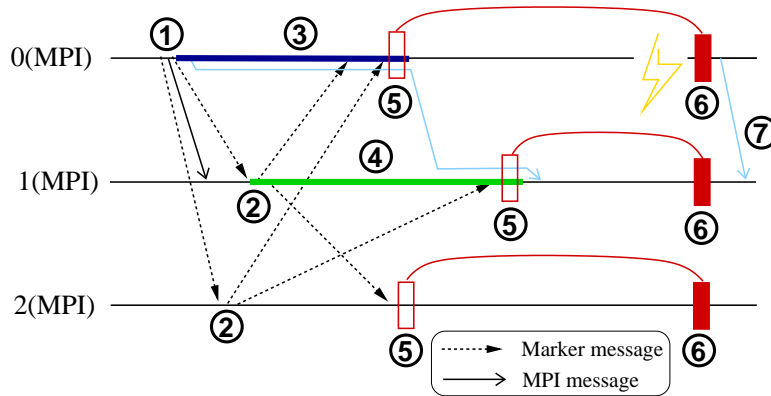 ① ③
0(MPI)
⑤ ⑥ ⑦
④
1(MPI)
② ⑤ ⑥
2(MPI)
② ⑤ ⑥
Marker message
MPI message